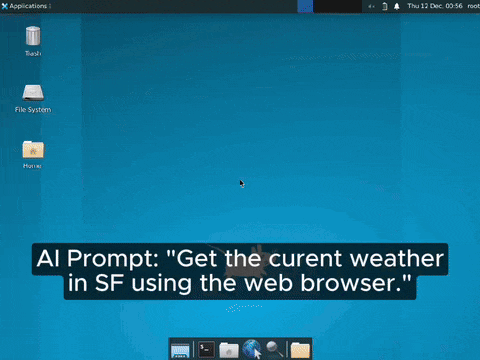 Applications
Thu 12 Dec, 00:56 root
Trash
File System
Home
AI Prompt: "Get the curent weather
in SF using the web browser."